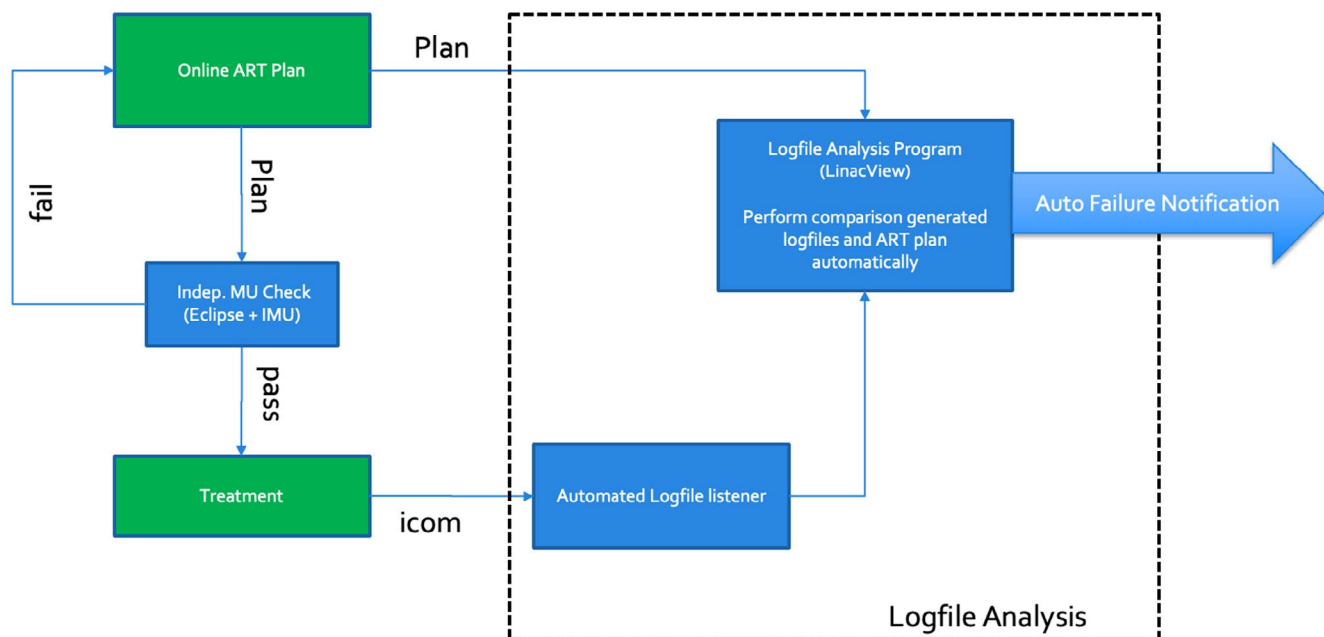 Online ART Plan
Plan
Plan
fail
Indep. MU Check
(Eclipse + IMU)
pass
Treatment
icom
Automated Logfile listener
Logfile Analysis Program
(LinacView)
Perform comparison generated
logfiles and ART plan
automatically
Auto Failure Notification
Logfile Analysis